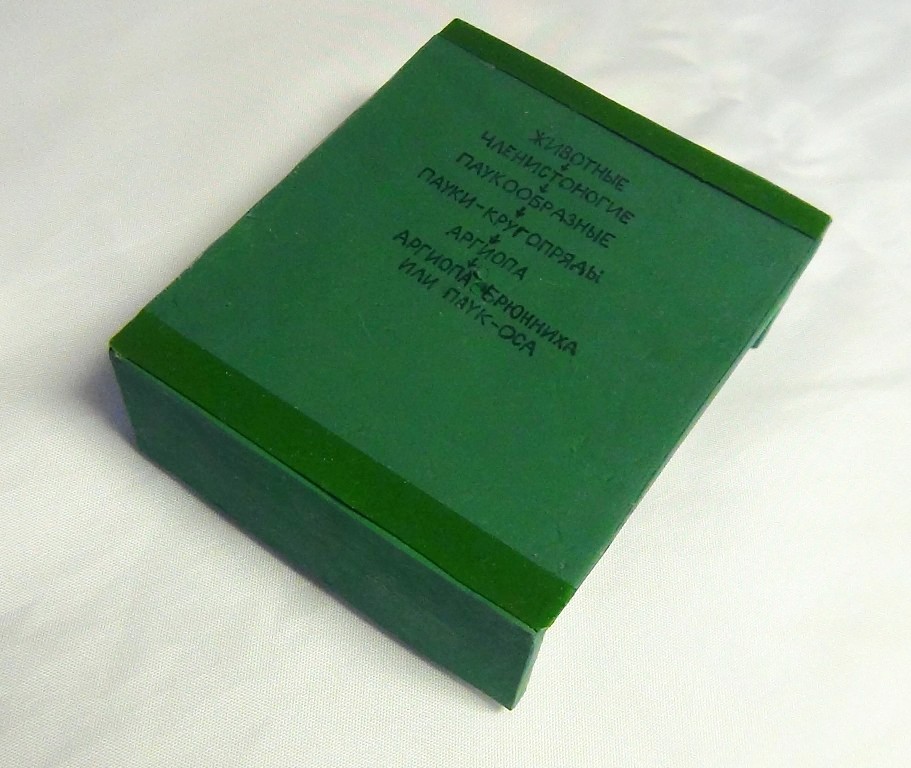 ЖИВОТНЫЕ
↓
ЧЛЕНИСТОНОГИЕ
↓
ПАУКООБРАЗНЫЕ
↓
ПАУКИ-КРУГОПРЯДЫ
↓
АРГИОПА
↓
АРГИОПА БРЮННИХА
ИЛИ ПАУК-ОСА